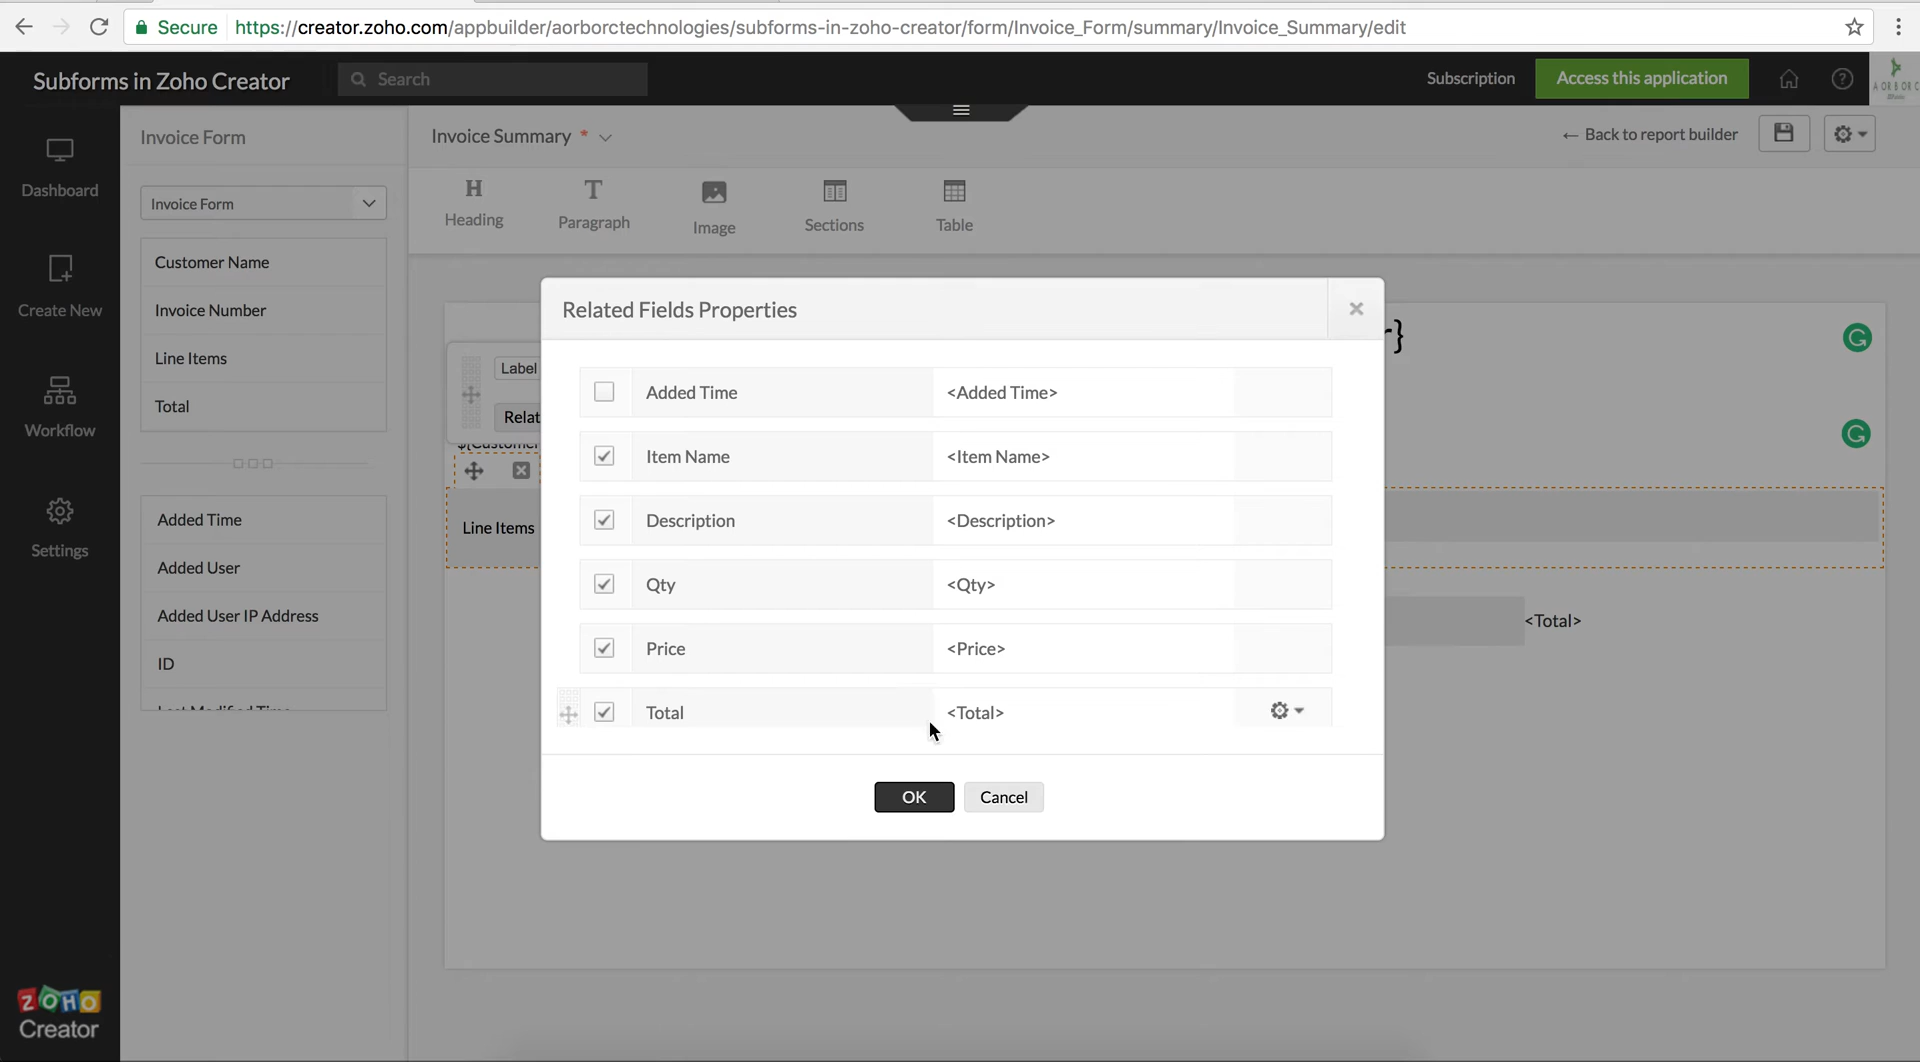 Secure https://creator.zoho.com/appbuilder/aorborctechnologies/subforms-in-zoho-creator/form/Invoice_Form/summary/Invoice_Summary/edit
Subforms in Zoho Creator
Search
Subscription
Access this application
AORBORC
Dashboard
Create New
Workflow
Settings
ZOHO
Creator
Invoice Form
Invoice Form
Customer Name
Invoice Number
Line Items
Total
Added Time
Added User
Added User IP Address
ID
Last Modified Time
Invoice Summary *
← Back to report builder
H
Heading
T
Paragraph
Image
Sections
Table
r}
Label
Relat
${Customer
Line Items
<Total>
Related Fields Properties
Added Time <Added Time>
Item Name <Item Name>
Description <Description>
Qty <Qty>
Price <Price>
Total <Total>
OK
Cancel